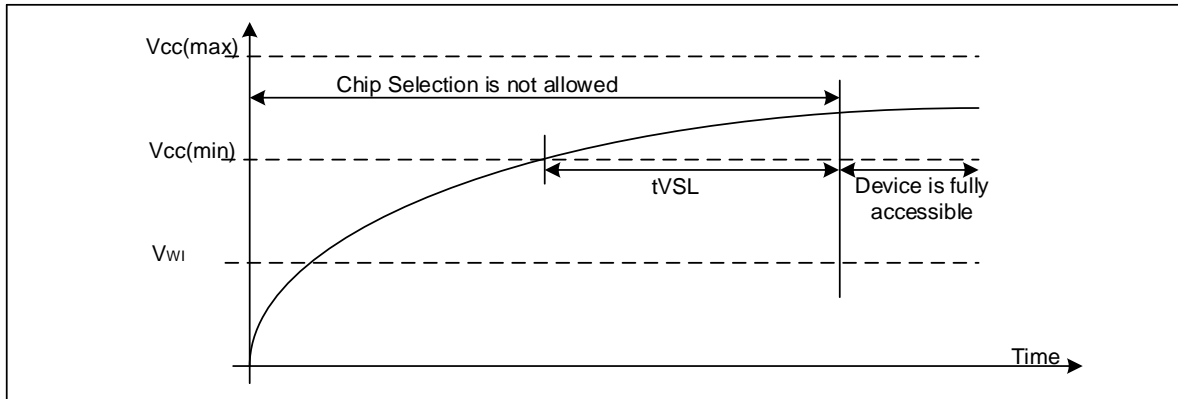 Vcc(max)
Chip Selection is not allowed
Vcc(min)
tVSL
Device is fully
accessible
VWI
Time